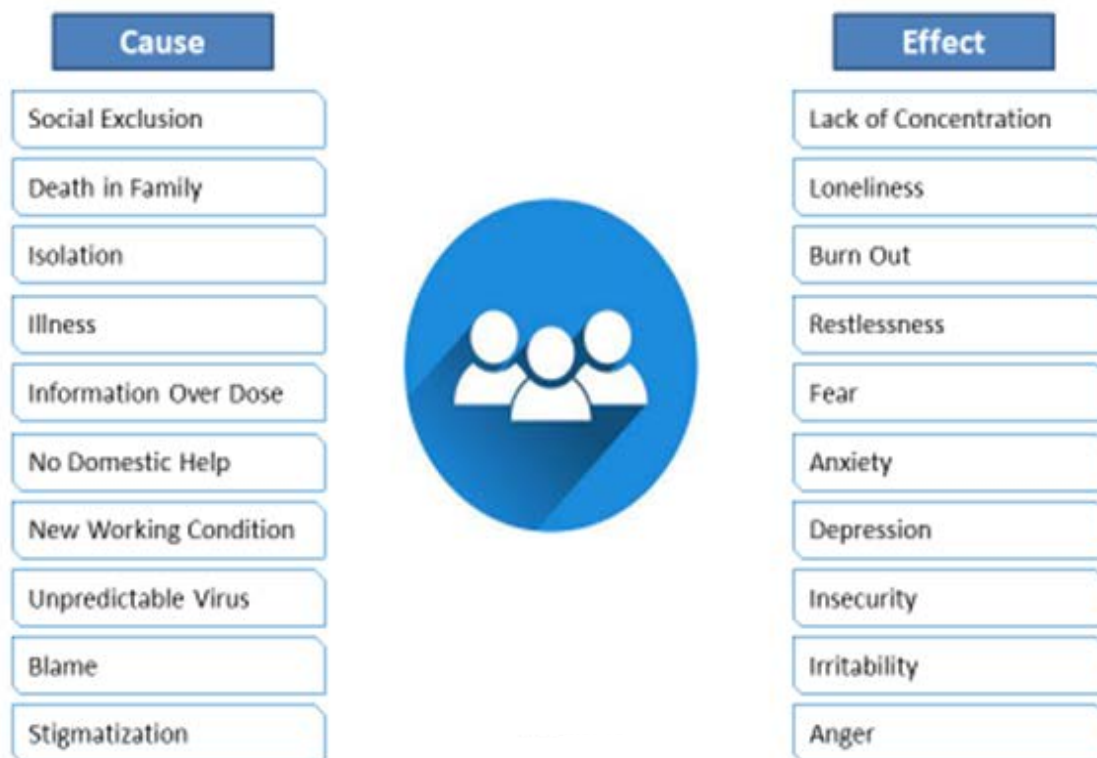 Cause
Social Exclusion
Death in Family
Isolation
Illness
Information Over Dose
No Domestic Help
New Working Condition
Unpredictable Virus
Blame
Stigmatization
Effect
Lack of Concentration
Loneliness
Burn Out
Restlessness
Fear
Anxiety
Depression
Insecurity
Irritability
Anger